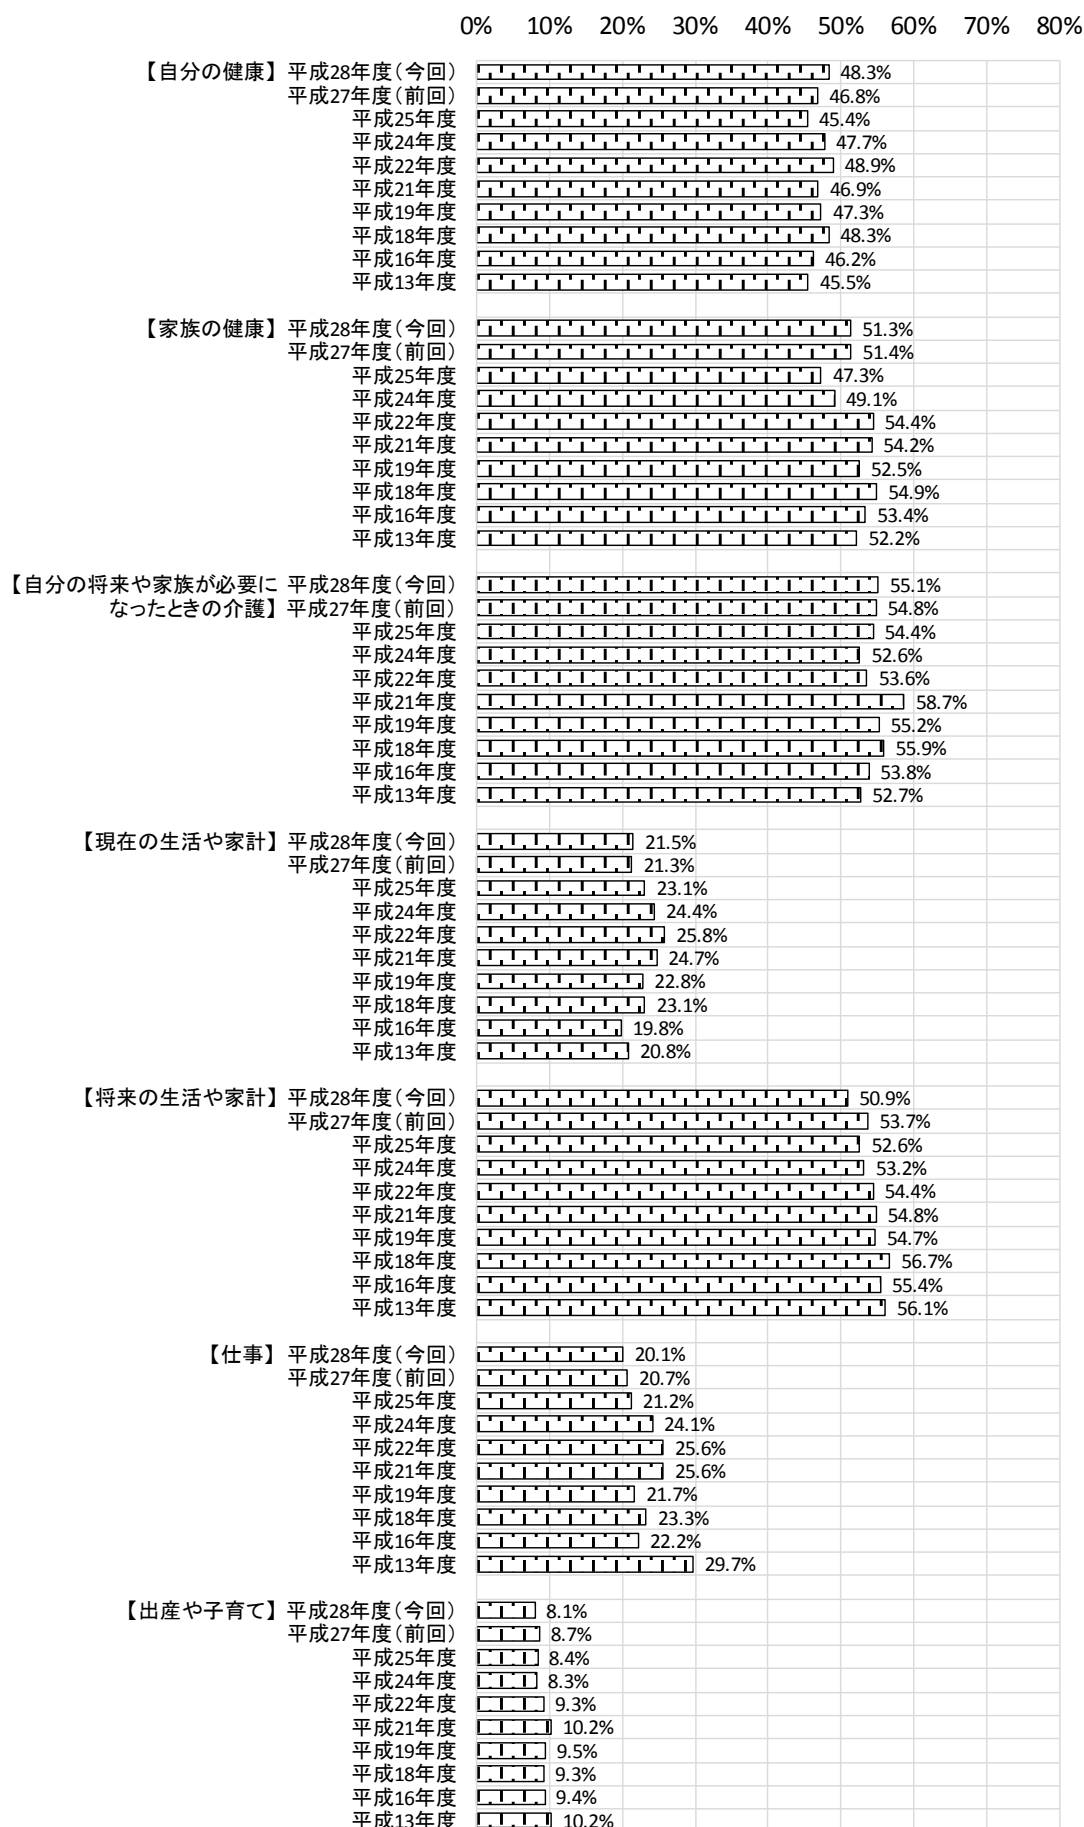 0% 10% 20% 30% 40% 50% 60% 70% 80%
【自分の健康】 平成28年度（今回） 48.3%
平成27年度（前回） 46.8%
平成25年度 45.4%
平成24年度 47.7%
平成22年度 48.9%
平成21年度 46.9%
平成19年度 47.3%
平成18年度 48.3%
平成16年度 46.2%
平成13年度 45.5%
【家族の健康】 平成28年度（今回） 51.3%
平成27年度（前回） 51.4%
平成25年度 47.3%
平成24年度 49.1%
平成22年度 54.4%
平成21年度 54.2%
平成19年度 52.5%
平成18年度 54.9%
平成16年度 53.4%
平成13年度 52.2%
【自分の将来や家族が必要に 平成28年度（今回） 55.1%
なったときの介護】 平成27年度（前回） 54.8%
平成25年度 54.4%
平成24年度 52.6%
平成22年度 53.6%
平成21年度 58.7%
平成19年度 55.2%
平成18年度 55.9%
平成16年度 53.8%
平成13年度 52.7%
【現在の生活や家計】 平成28年度（今回） 21.5%
平成27年度（前回） 21.3%
平成25年度 23.1%
平成24年度 24.4%
平成22年度 25.8%
平成21年度 24.7%
平成19年度 22.8%
平成18年度 23.1%
平成16年度 19.8%
平成13年度 20.8%
【将来の生活や家計】 平成28年度（今回） 50.9%
平成27年度（前回） 53.7%
平成25年度 52.6%
平成24年度 53.2%
平成22年度 54.4%
平成21年度 54.8%
平成19年度 54.7%
平成18年度 56.7%
平成16年度 55.4%
平成13年度 56.1%
【仕事】 平成28年度（今回） 20.1%
平成27年度（前回） 20.7%
平成25年度 21.2%
平成24年度 24.1%
平成22年度 25.6%
平成21年度 25.6%
平成19年度 21.7%
平成18年度 23.3%
平成16年度 22.2%
平成13年度 29.7%
【出産や子育て】 平成28年度（今回） 8.1%
平成27年度（前回） 8.7%
平成25年度 8.4%
平成24年度 8.3%
平成22年度 9.3%
平成21年度 10.2%
平成19年度 9.5%
平成18年度 9.3%
平成16年度 9.4%
平成13年度 10.2%